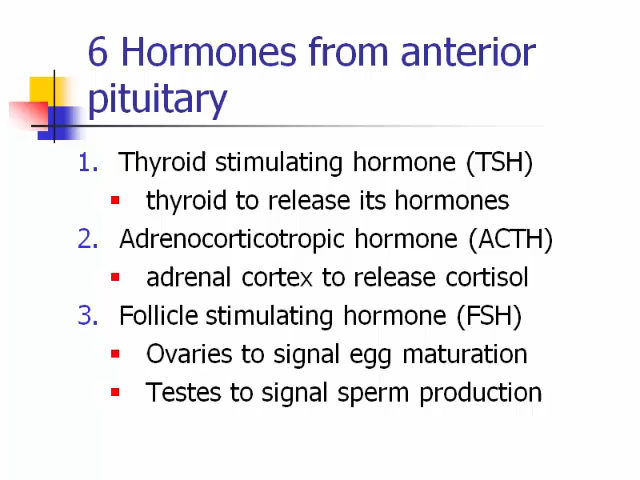 6 Hormones from anterior
pituitary
1. Thyroid stimulating hormone (TSH)
▪ thyroid to release its hormones
2. Adrenocorticotropic hormone (ACTH)
▪ adrenal cortex to release cortisol
3. Follicle stimulating hormone (FSH)
▪ Ovaries to signal egg maturation
▪ Testes to signal sperm production